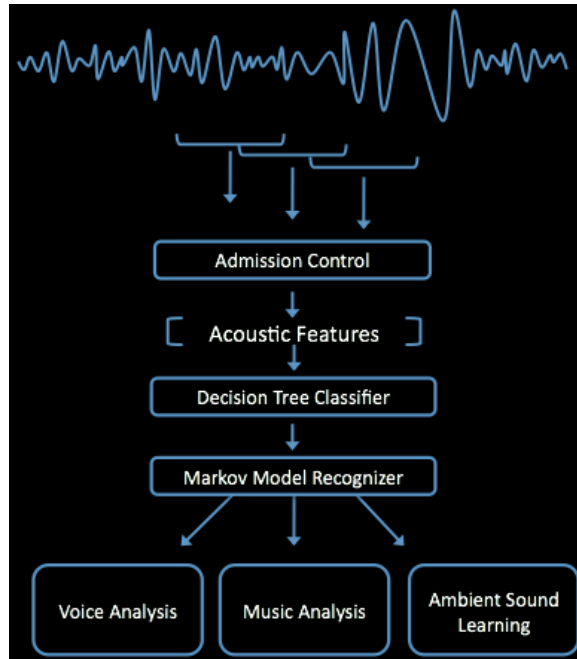 Admission Control
Acoustic Features
Decision Tree Classifier
Markov Model Recognizer
Voice Analysis
Music Analysis
Ambient Sound
Learning